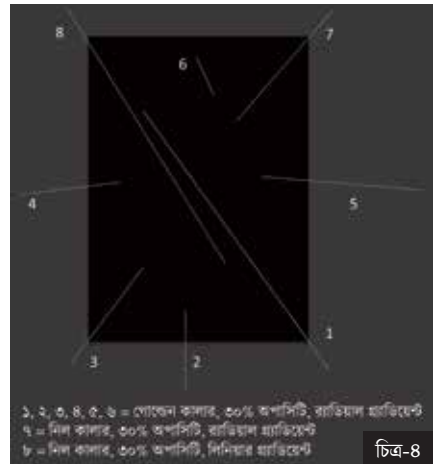 8
7
6
4
5
1
3
2
১, ২, ৩, ৪, ৫, ৬ = গোল্ডেন কালার, ৩০% অপাসিটি, র‌্যাডিয়াল গ্র্যাডিয়েন্ট
৭ = নিল কালার, ৩০% অপাসিটি, র‌্যাডিয়াল গ্র্যাডিয়েন্ট
৮ = নিল কালার, ৩০% অপাসিটি, লিনিয়ার গ্র্যাডিয়েন্ট
চিত্র-৪